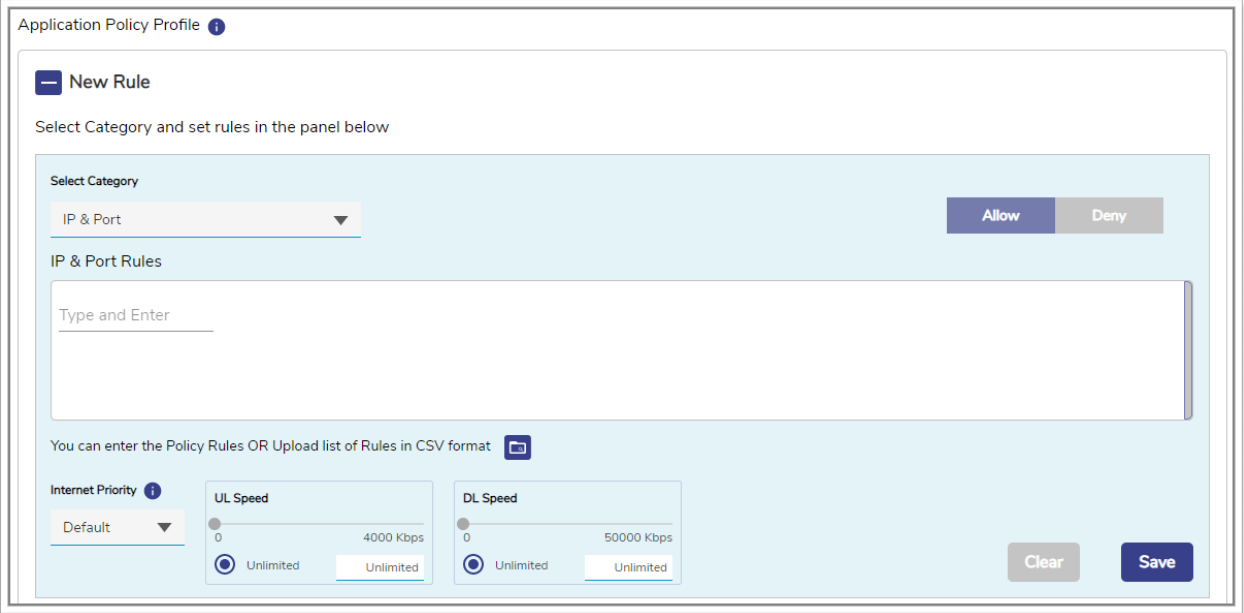 Application Policy Profile
New Rule
Select Category and set rules in the panel below
Select Category
IP & Port
Allow Deny
IP & Port Rules
Type and Enter
You can enter the Policy Rules OR Upload list of Rules in CSV format
Internet Priority
Default
UL Speed
0 4000 Kbps
Unlimited Unlimited
DL Speed
0 50000 Kbps
Unlimited Unlimited
Clear Save